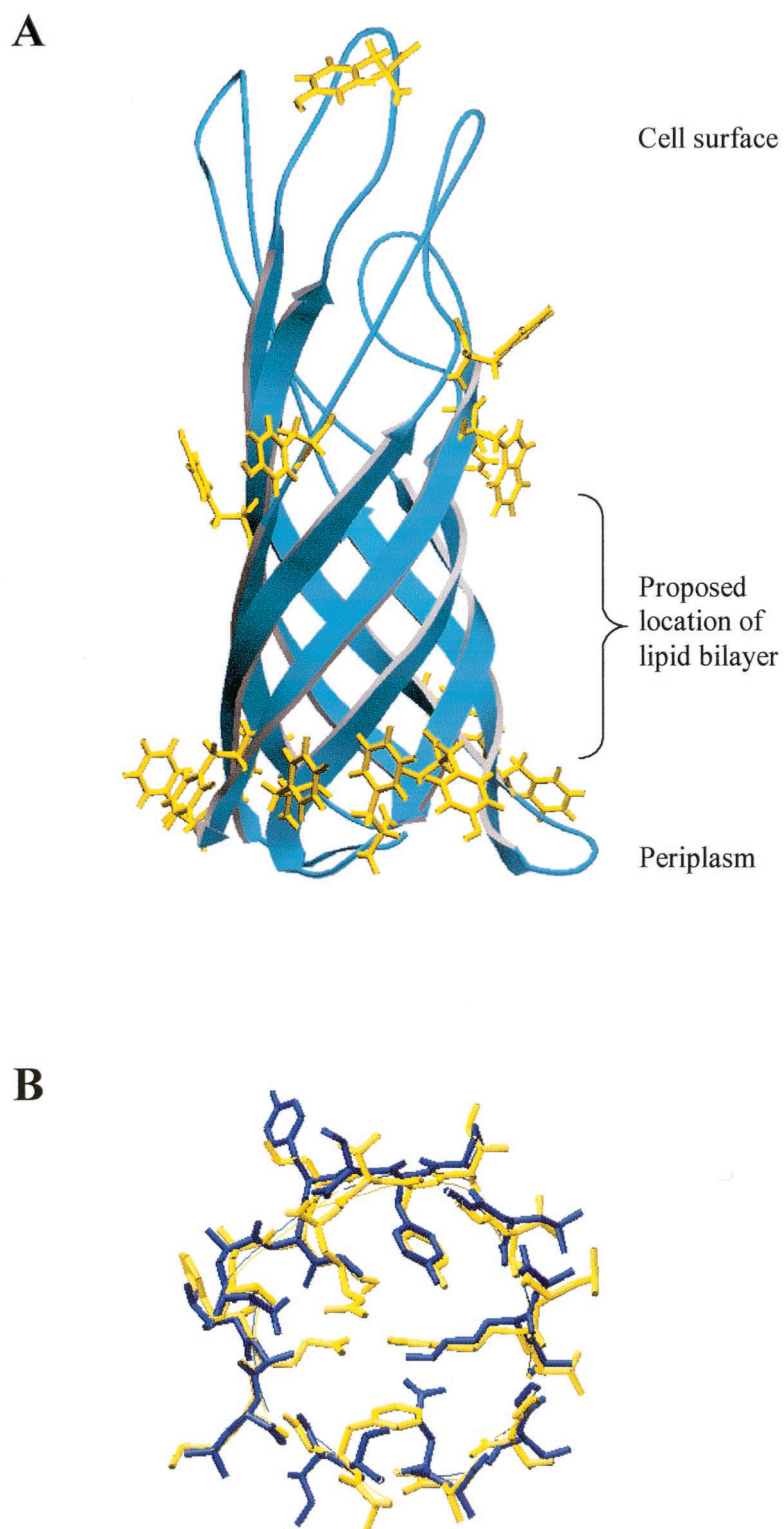 A
Cell surface
Proposed
location of
lipid bilayer
Periplasm
B